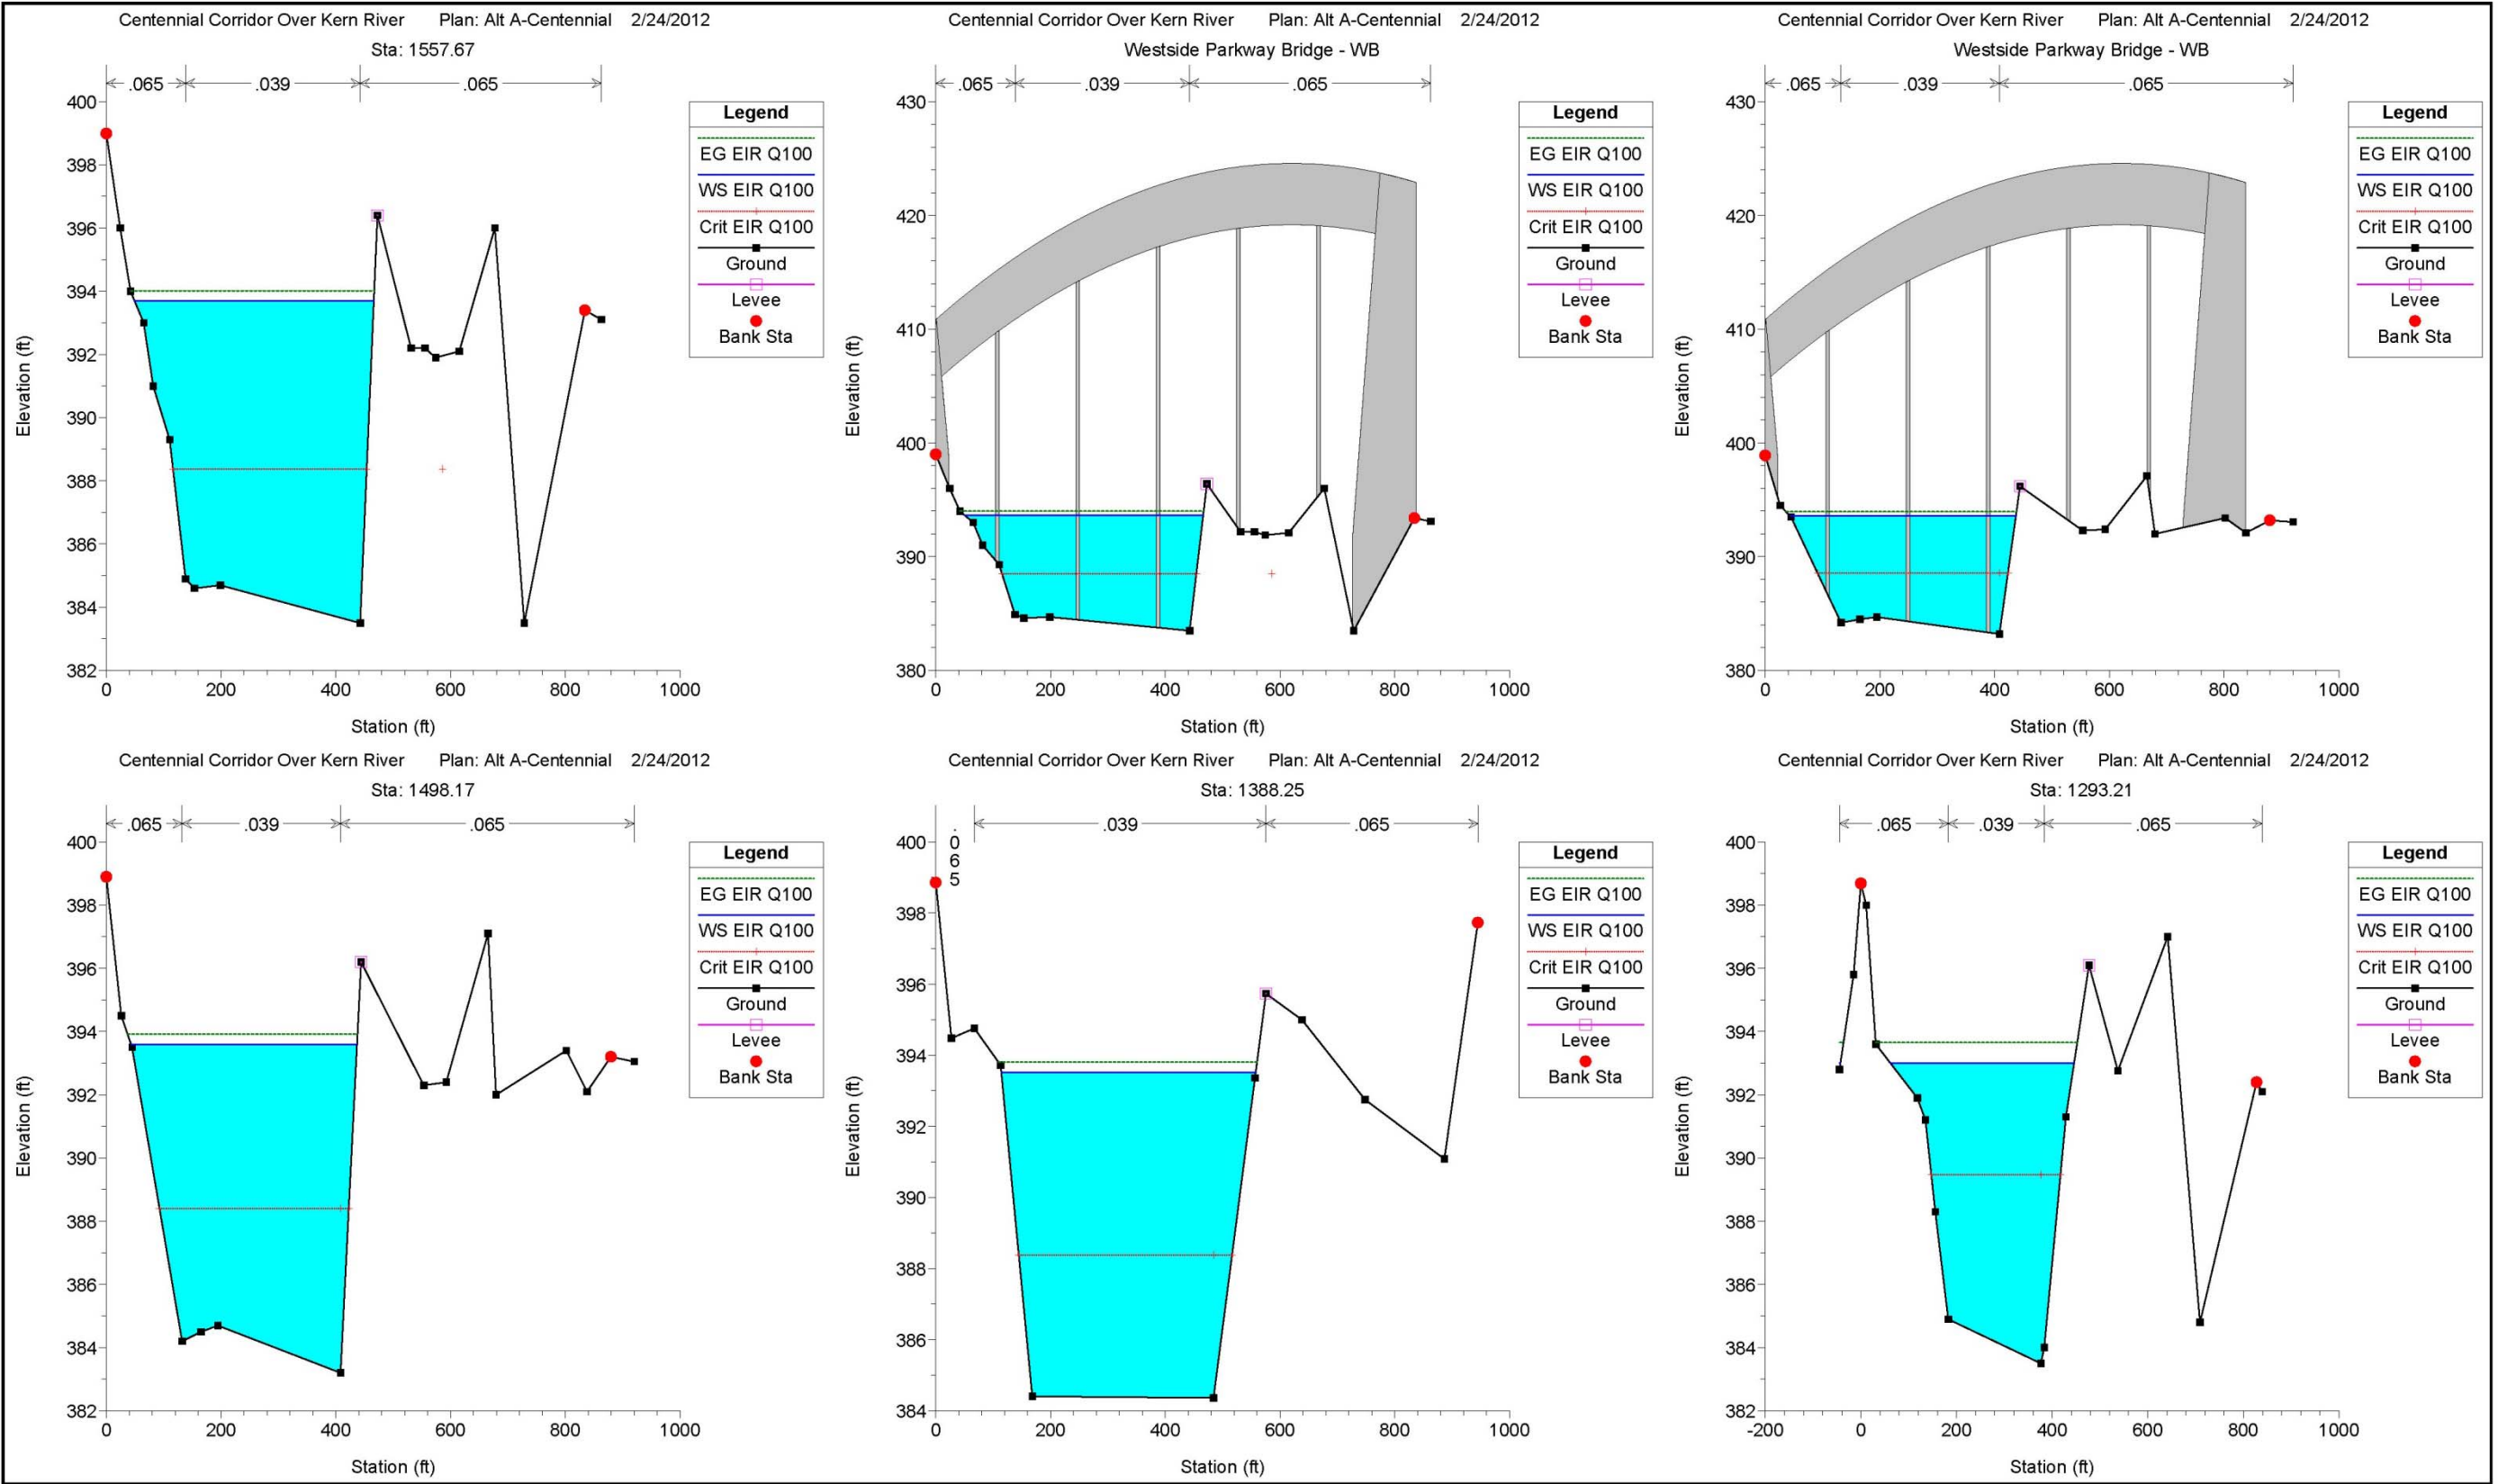 Centennial Corridor Over Kern River Plan: Alt A-Centennial 2/24/2012
Sta: 1557.67
.065 .039 .065
400
398
396
394
392
390
388
386
384
382
Elevation (ft)
0 200 400 600 800 1000
Station (ft)
Legend
EG EIR Q100
WS EIR Q100
Crit EIR Q100
Ground
Levee
Bank Sta
Centennial Corridor Over Kern River Plan: Alt A-Centennial 2/24/2012
Westside Parkway Bridge - WB
.065 .039 .065
430
420
410
400
390
380
Elevation (ft)
0 200 400 600 800 1000
Station (ft)
Legend
EG EIR Q100
WS EIR Q100
Crit EIR Q100
Ground
Levee
Bank Sta
Centennial Corridor Over Kern River Plan: Alt A-Centennial 2/24/2012
Westside Parkway Bridge - WB
.065 .039 .065
430
420
410
400
390
380
Elevation (ft)
0 200 400 600 800 1000
Station (ft)
Legend
EG EIR Q100
WS EIR Q100
Crit EIR Q100
Ground
Levee
Bank Sta
Centennial Corridor Over Kern River Plan: Alt A-Centennial 2/24/2012
Sta: 1498.17
.065 .039 .065
400
398
396
394
392
390
388
386
384
382
Elevation (ft)
0 200 400 600 800 1000
Station (ft)
Legend
EG EIR Q100
WS EIR Q100
Crit EIR Q100
Ground
Levee
Bank Sta
Centennial Corridor Over Kern River Plan: Alt A-Centennial 2/24/2012
Sta: 1388.25
.065 .039 .065
400
398
396
394
392
390
388
386
384
Elevation (ft)
0 200 400 600 800 1000
Station (ft)
Legend
EG EIR Q100
WS EIR Q100
Crit EIR Q100
Ground
Levee
Bank Sta
Centennial Corridor Over Kern River Plan: Alt A-Centennial 2/24/2012
Sta: 1293.21
.065 .039 .065
400
398
396
394
392
390
388
386
384
382
Elevation (ft)
-200 0 200 400 600 800 1000
Station (ft)
Legend
EG EIR Q100
WS EIR Q100
Crit EIR Q100
Ground
Levee
Bank Sta